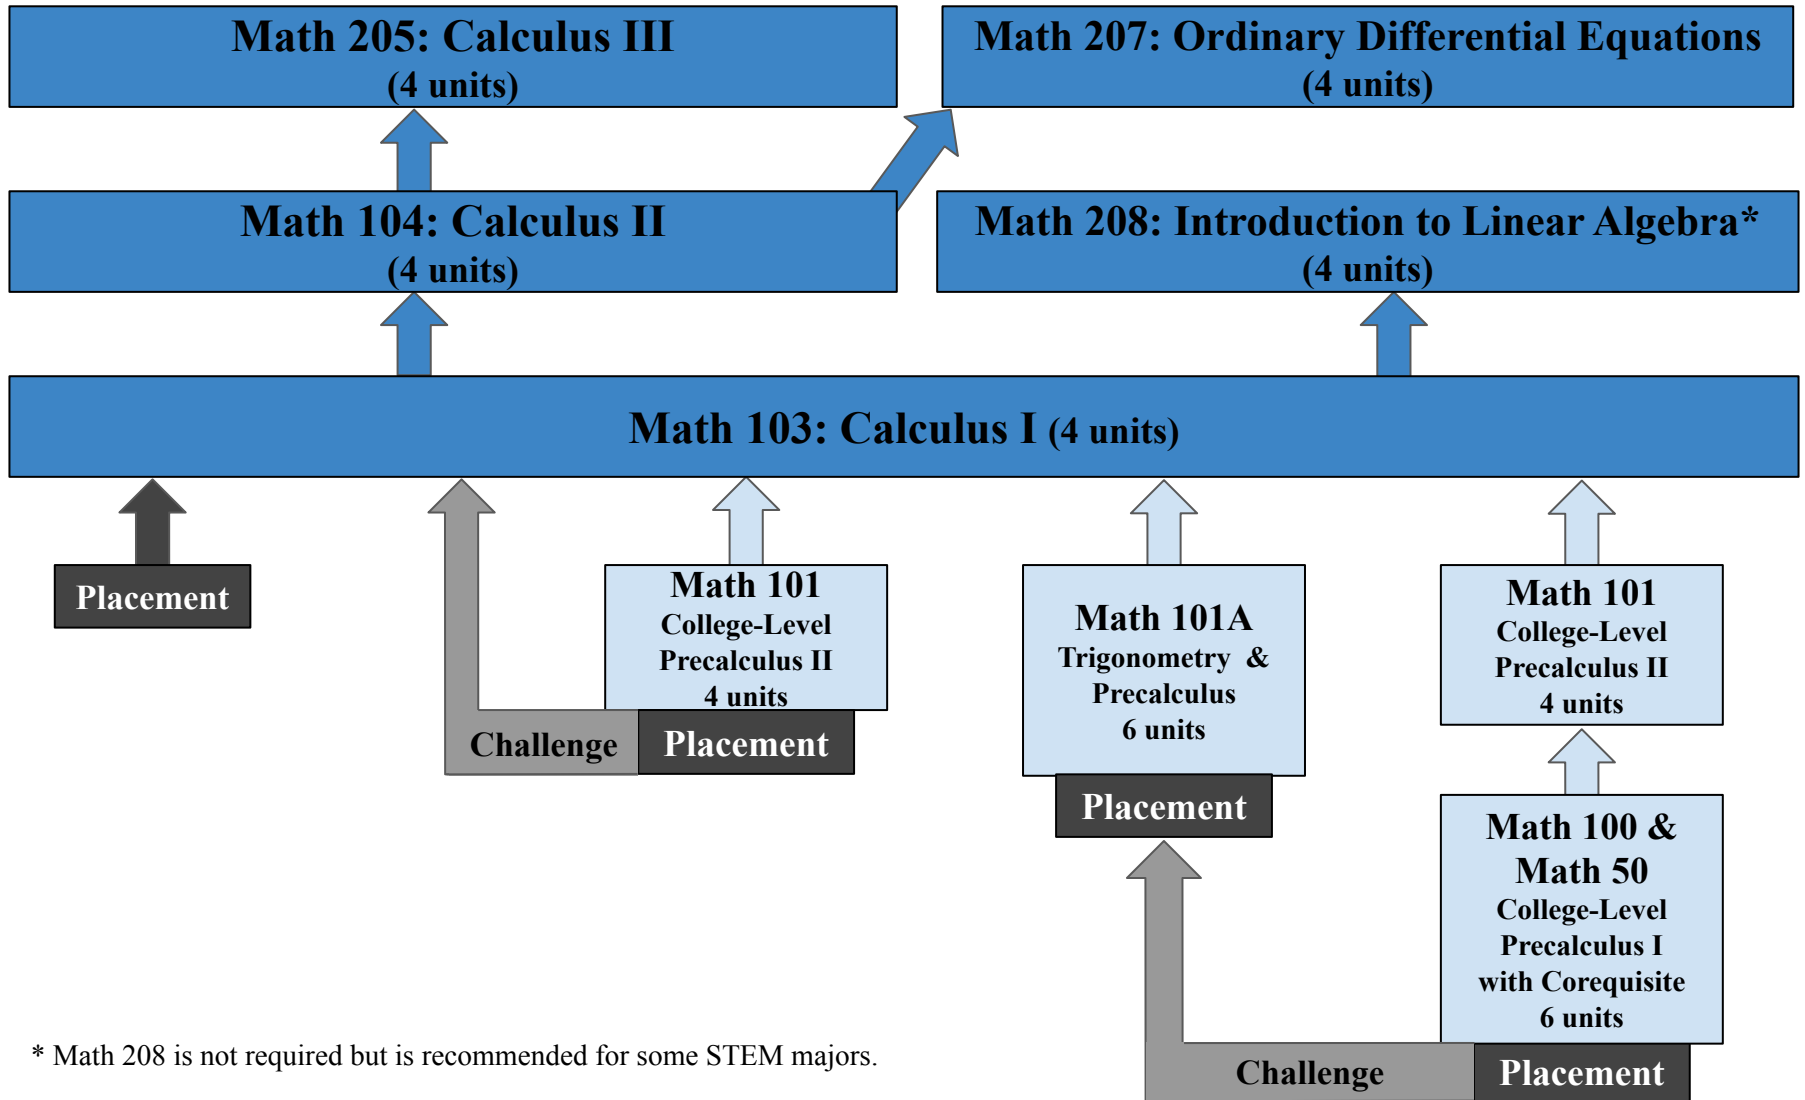 Math 205: Calculus III
(4 units)
Math 207: Ordinary Differential Equations
(4 units)
Math 104: Calculus II
(4 units)
Math 208: Introduction to Linear Algebra*
(4 units)
Math 103: Calculus I (4 units)
Placement
Math 101
College-Level
Precalculus II
4 units
Challenge
Placement
Math 101A
Trigonometry &
Precalculus
6 units
Placement
Math 101
College-Level
Precalculus II
4 units
Math 100 &
Math 50
College-Level
Precalculus I
with Corequisite
6 units
Challenge
Placement
* Math 208 is not required but is recommended for some STEM majors.